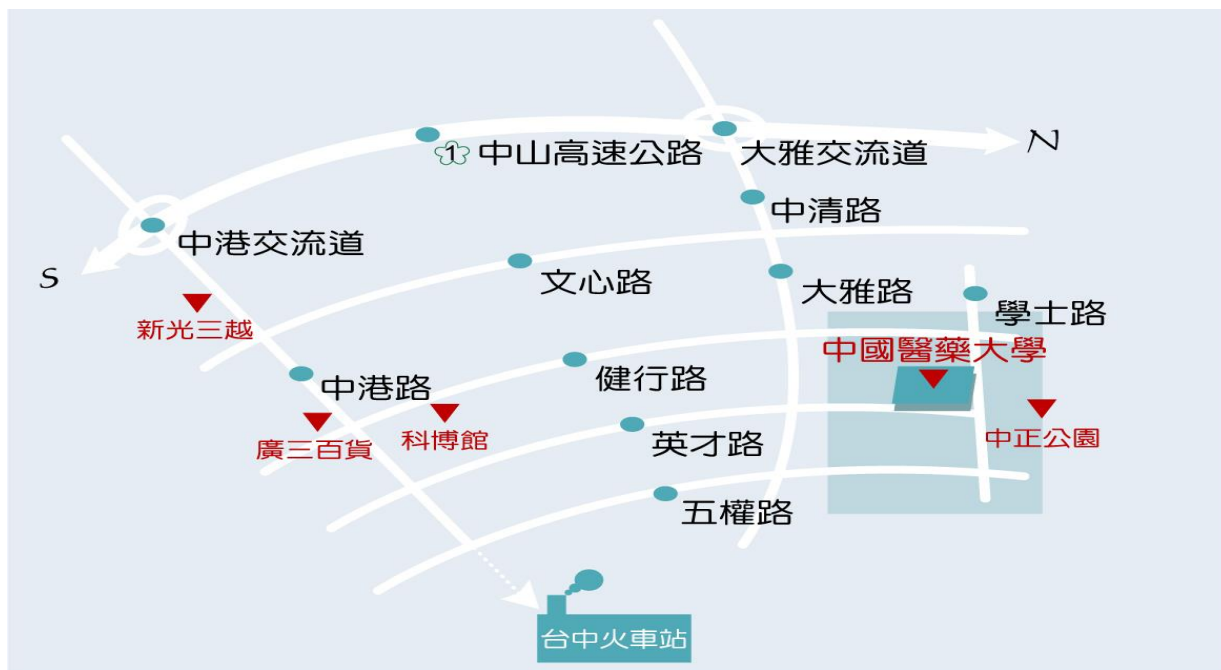 N
1 中山高速公路
大雅交流道
中清路
中港交流道
S
文心路
大雅路
學士路
新光三越
中國醫藥大學
中港路
健行路
廣三百貨
科博館
英才路
中正公園
五權路
台中火車站